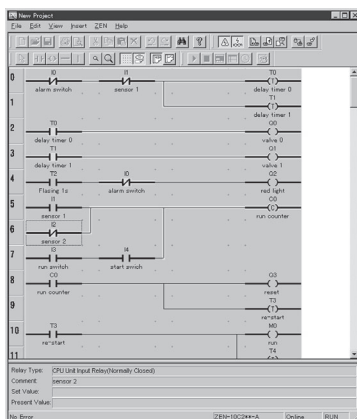 New Project
File Edit View Insert ZEN Help
0 I0 I1 T0
alarm switch sensor 1 delay timer 0
1 T1
delay timer 1
2 T0 Q0
delay timer 0 valve 0
3 T1 Q1
delay timer 1 valve 1
4 T2 I0 Q2
Flazing 1s alarm switch red light
5 I1 C0
sensor 1 run counter
6 I2
sensor 2
7 I3 I4
run switch start swich
8 C0 Q3
run counter reset
9 T3
re-start
10 T3 M0
re-start run
11 T4
Relay Type: CPU Unit Input Relay(Normally Closed)
Comment: sensor 2
Set Value:
Present Value:
No Error ZEN-10C2**-A Online RUN